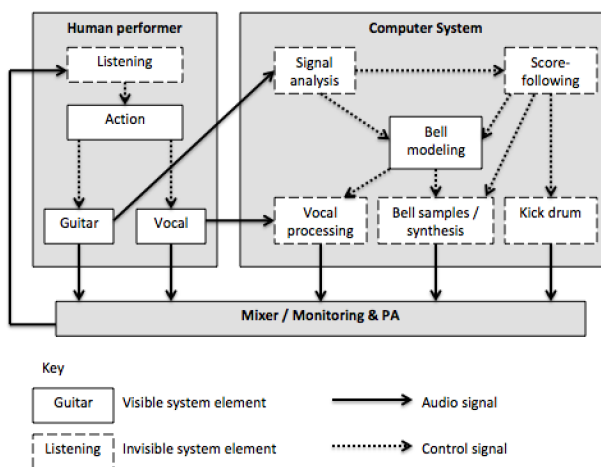 Human performer
Computer System
Listening
Signal
analysis
Score-
following
Action
Bell
modeling
Guitar
Vocal
Vocal
processing
Bell samples /
synthesis
Kick drum
Mixer / Monitoring & PA
Key
Guitar
Visible system element
Audio signal
Listening
Invisible system element
Control signal